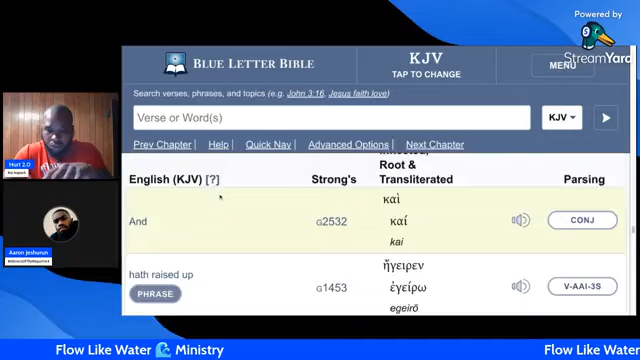 Powered by
StreamYard
BLUE LETTER BIBLE
KJV
TAP TO CHANGE
MENU
Search verses, phrases, and topics (e.g. John 3:16, Jesus faith love)
Verse or Word(s)
KJV
Prev Chapter
Help
Quick Nav
Advanced Options
Next Chapter
English (KJV) [?]
Strong's
Root &
Transliterated
Parsing
And
G2532
καὶ
καί
kai
CONJ
hath raised up
PHRASE
G1453
ἤγειρεν
ἐγείρω
egeirō
V-AAI-3S
Hurt 2.0
Aaron Jeshurun
Flow Like Water 🌊 Ministry
Flow Like Wa